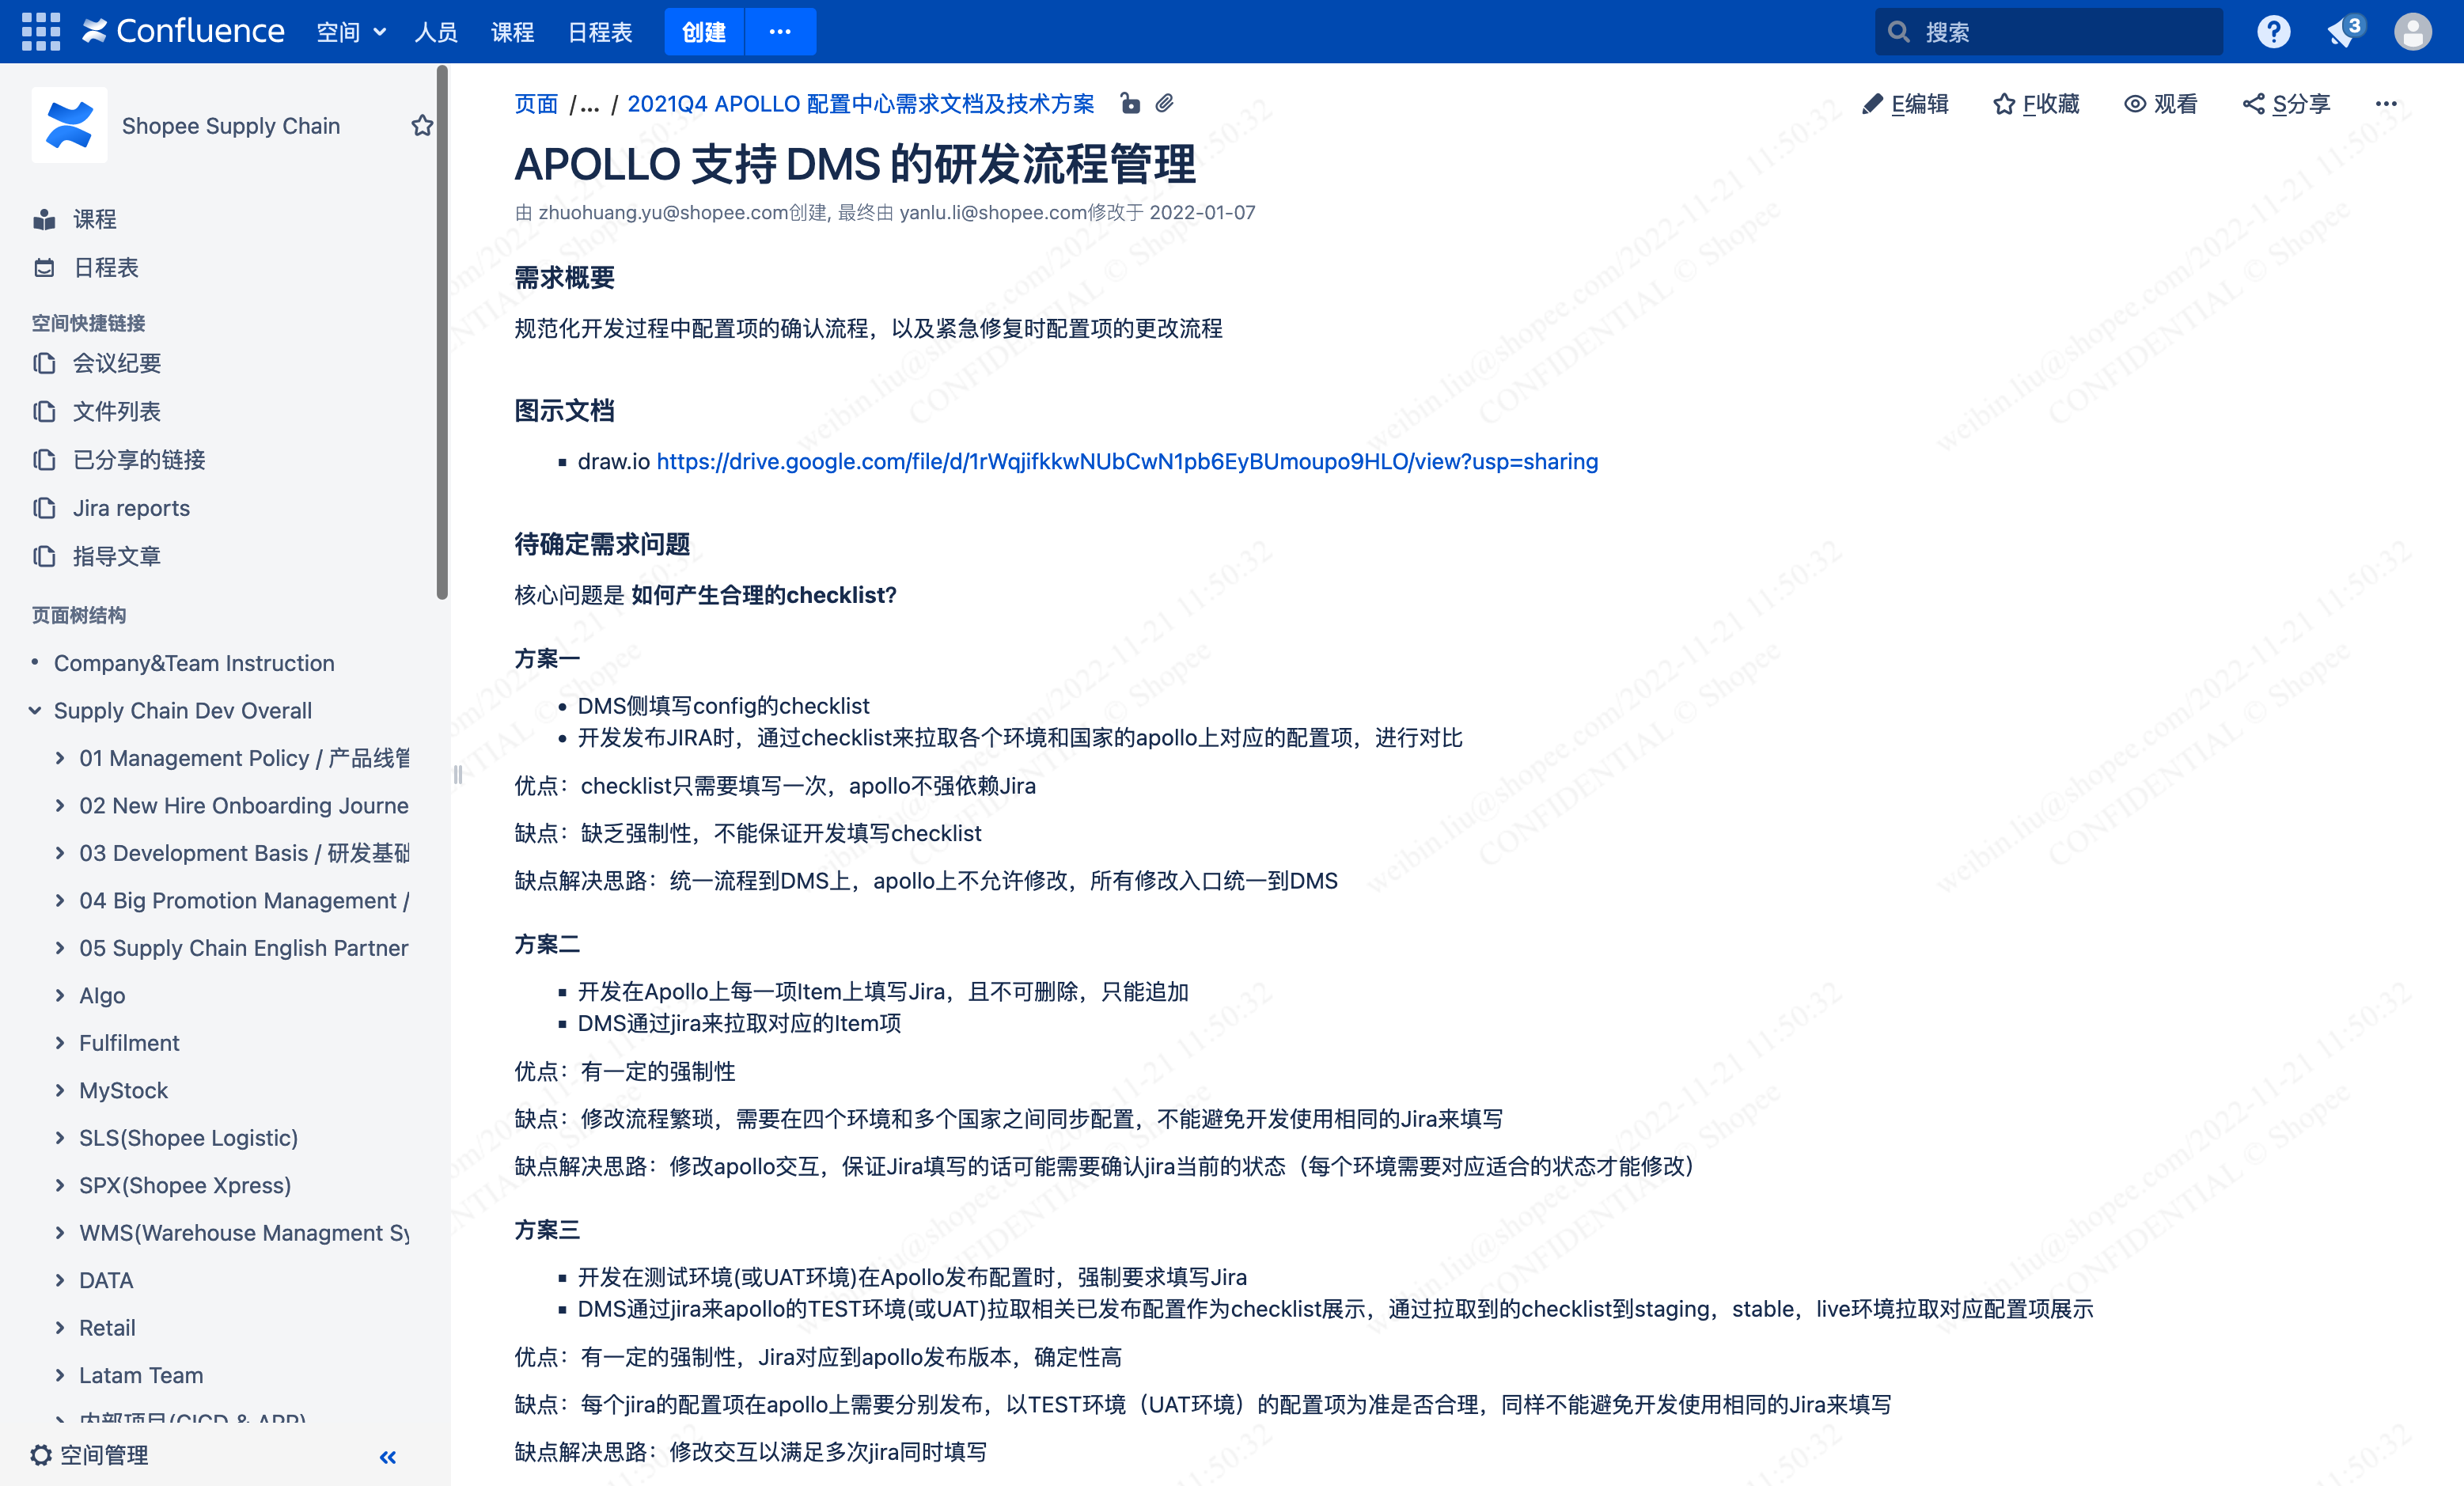 Confluence 空间 人员 课程 日程表 创建 ··· 搜索 3
Shopee Supply Chain
课程
日程表
空间快捷链接
会议纪要
文件列表
已分享的链接
Jira reports
指导文章
页面树结构
Company&Team Instruction
Supply Chain Dev Overall
01 Management Policy / 产品线管
02 New Hire Onboarding Journe
03 Development Basis / 研发基础
04 Big Promotion Management /
05 Supply Chain English Partner
Algo
Fulfilment
MyStock
SLS(Shopee Logistic)
SPX(Shopee Xpress)
WMS(Warehouse Managment Sy
DATA
Retail
Latam Team
内部项目(CICD & APP)
空间管理
页面 /... / 2021Q4 APOLLO 配置中心需求文档及技术方案
E编辑 F收藏 观看 S分享 ···
APOLLO 支持 DMS 的研发流程管理
由 zhuohuang.yu@shopee.com创建, 最终由 yanlu.li@shopee.com修改于 2022-01-07
需求概要
规范化开发过程中配置项的确认流程，以及紧急修复时配置项的更改流程
图示文档
draw.io https://drive.google.com/file/d/1rWqjifkkwNUbCwN1pb6EyBUmoupo9HLO/view?usp=sharing
待确定需求问题
核心问题是 如何产生合理的checklist?
方案一
DMS侧填写config的checklist
开发发布JIRA时，通过checklist来拉取各个环境和国家的apollo上对应的配置项，进行对比
优点：checklist只需要填写一次，apollo不强依赖Jira
缺点：缺乏强制性，不能保证开发填写checklist
缺点解决思路：统一流程到DMS上，apollo上不允许修改，所有修改入口统一到DMS
方案二
开发在Apollo上每一项Item上填写Jira，且不可删除，只能追加
DMS通过jira来拉取对应的Item项
优点：有一定的强制性
缺点：修改流程繁琐，需要在四个环境和多个国家之间同步配置，不能避免开发使用相同的Jira来填写
缺点解决思路：修改apollo交互，保证Jira填写的话可能需要确认jira当前的状态（每个环境需要对应适合的状态才能修改）
方案三
开发在测试环境(或UAT环境)在Apollo发布配置时，强制要求填写Jira
DMS通过jira来apollo的TEST环境(或UAT)拉取相关已发布配置作为checklist展示，通过拉取到的checklist到staging，stable，live环境拉取对应配置项展示
优点：有一定的强制性，Jira对应到apollo发布版本，确定性高
缺点：每个jira的配置项在apollo上需要分别发布，以TEST环境（UAT环境）的配置项为准是否合理，同样不能避免开发使用相同的Jira来填写
缺点解决思路：修改交互以满足多次jira同时填写
weibin.liu@shopee.com/2022-11-21 11:50:32
CONFIDENTIAL © Shopee